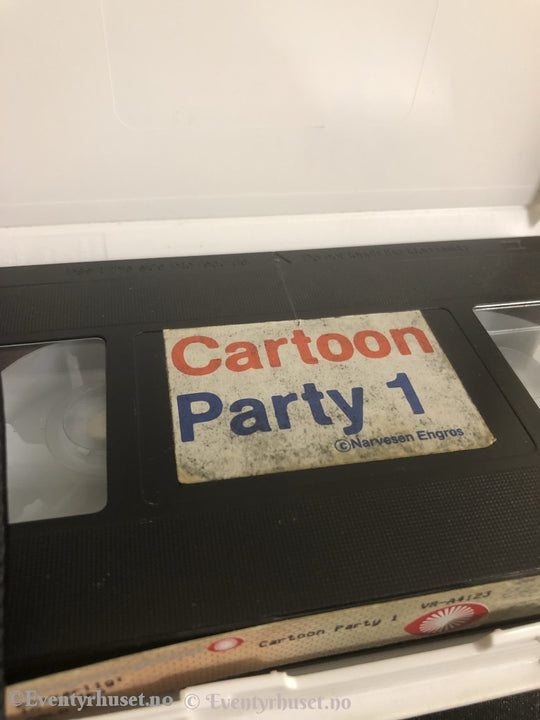 Cartoon
Party 1
©Narvesen Engros
Cartoon Party 1
VR-A4123
©Eventyrhuset.no © Eventyrhuset.no